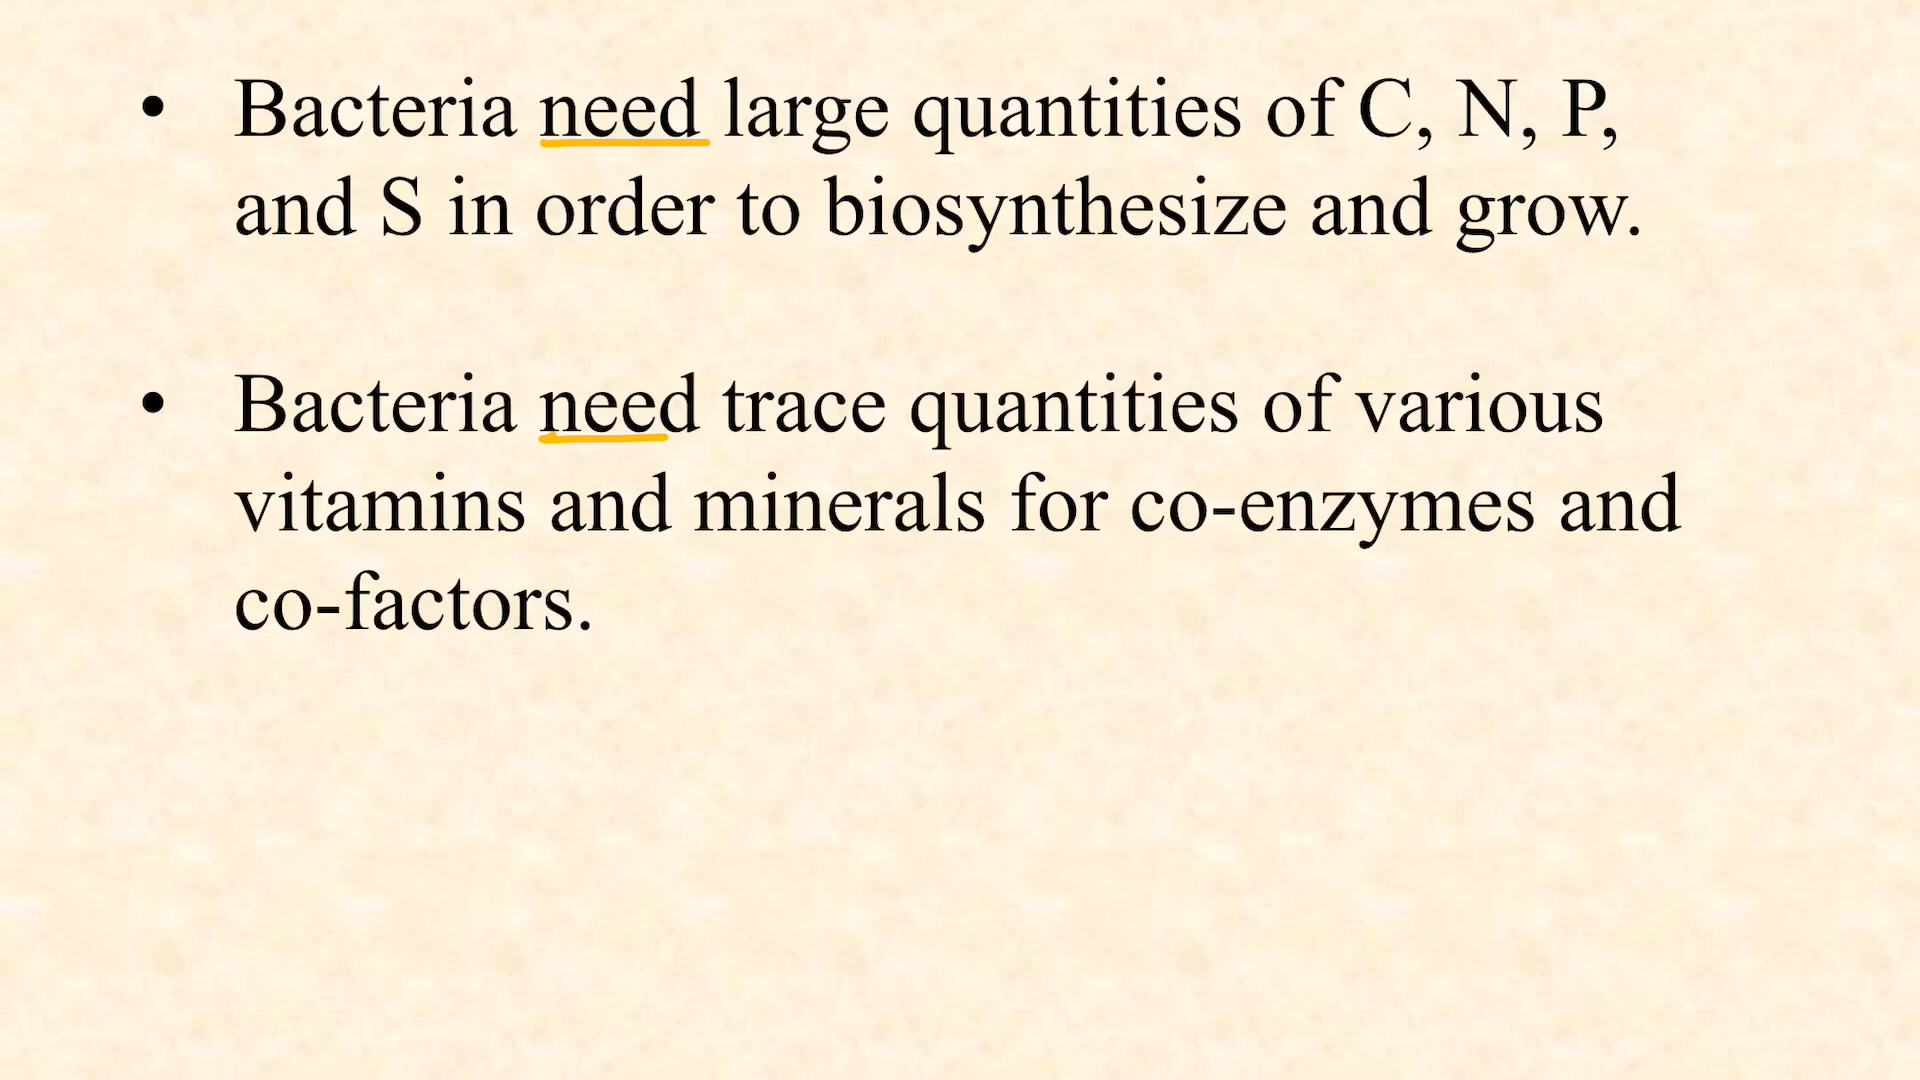 • Bacteria need large quantities of C, N, P,
and S in order to biosynthesize and grow.
• Bacteria need trace quantities of various
vitamins and minerals for co-enzymes and
co-factors.